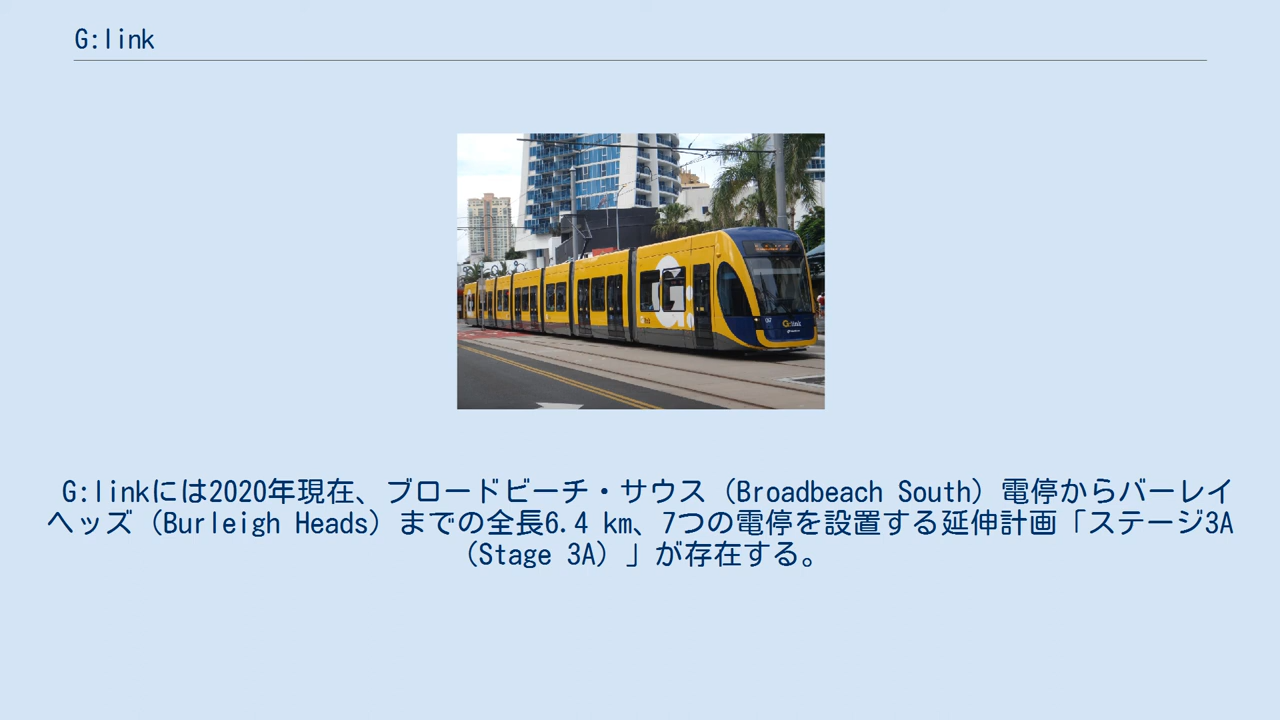 G:link
G
link
G:link
G:linkには2020年現在、ブロードビーチ・サウス（Broadbeach South）電停からバーレイ
ヘッズ（Burleigh Heads）までの全長6.4 km、7つの電停を設置する延伸計画「ステージ3A
（Stage 3A）」が存在する。